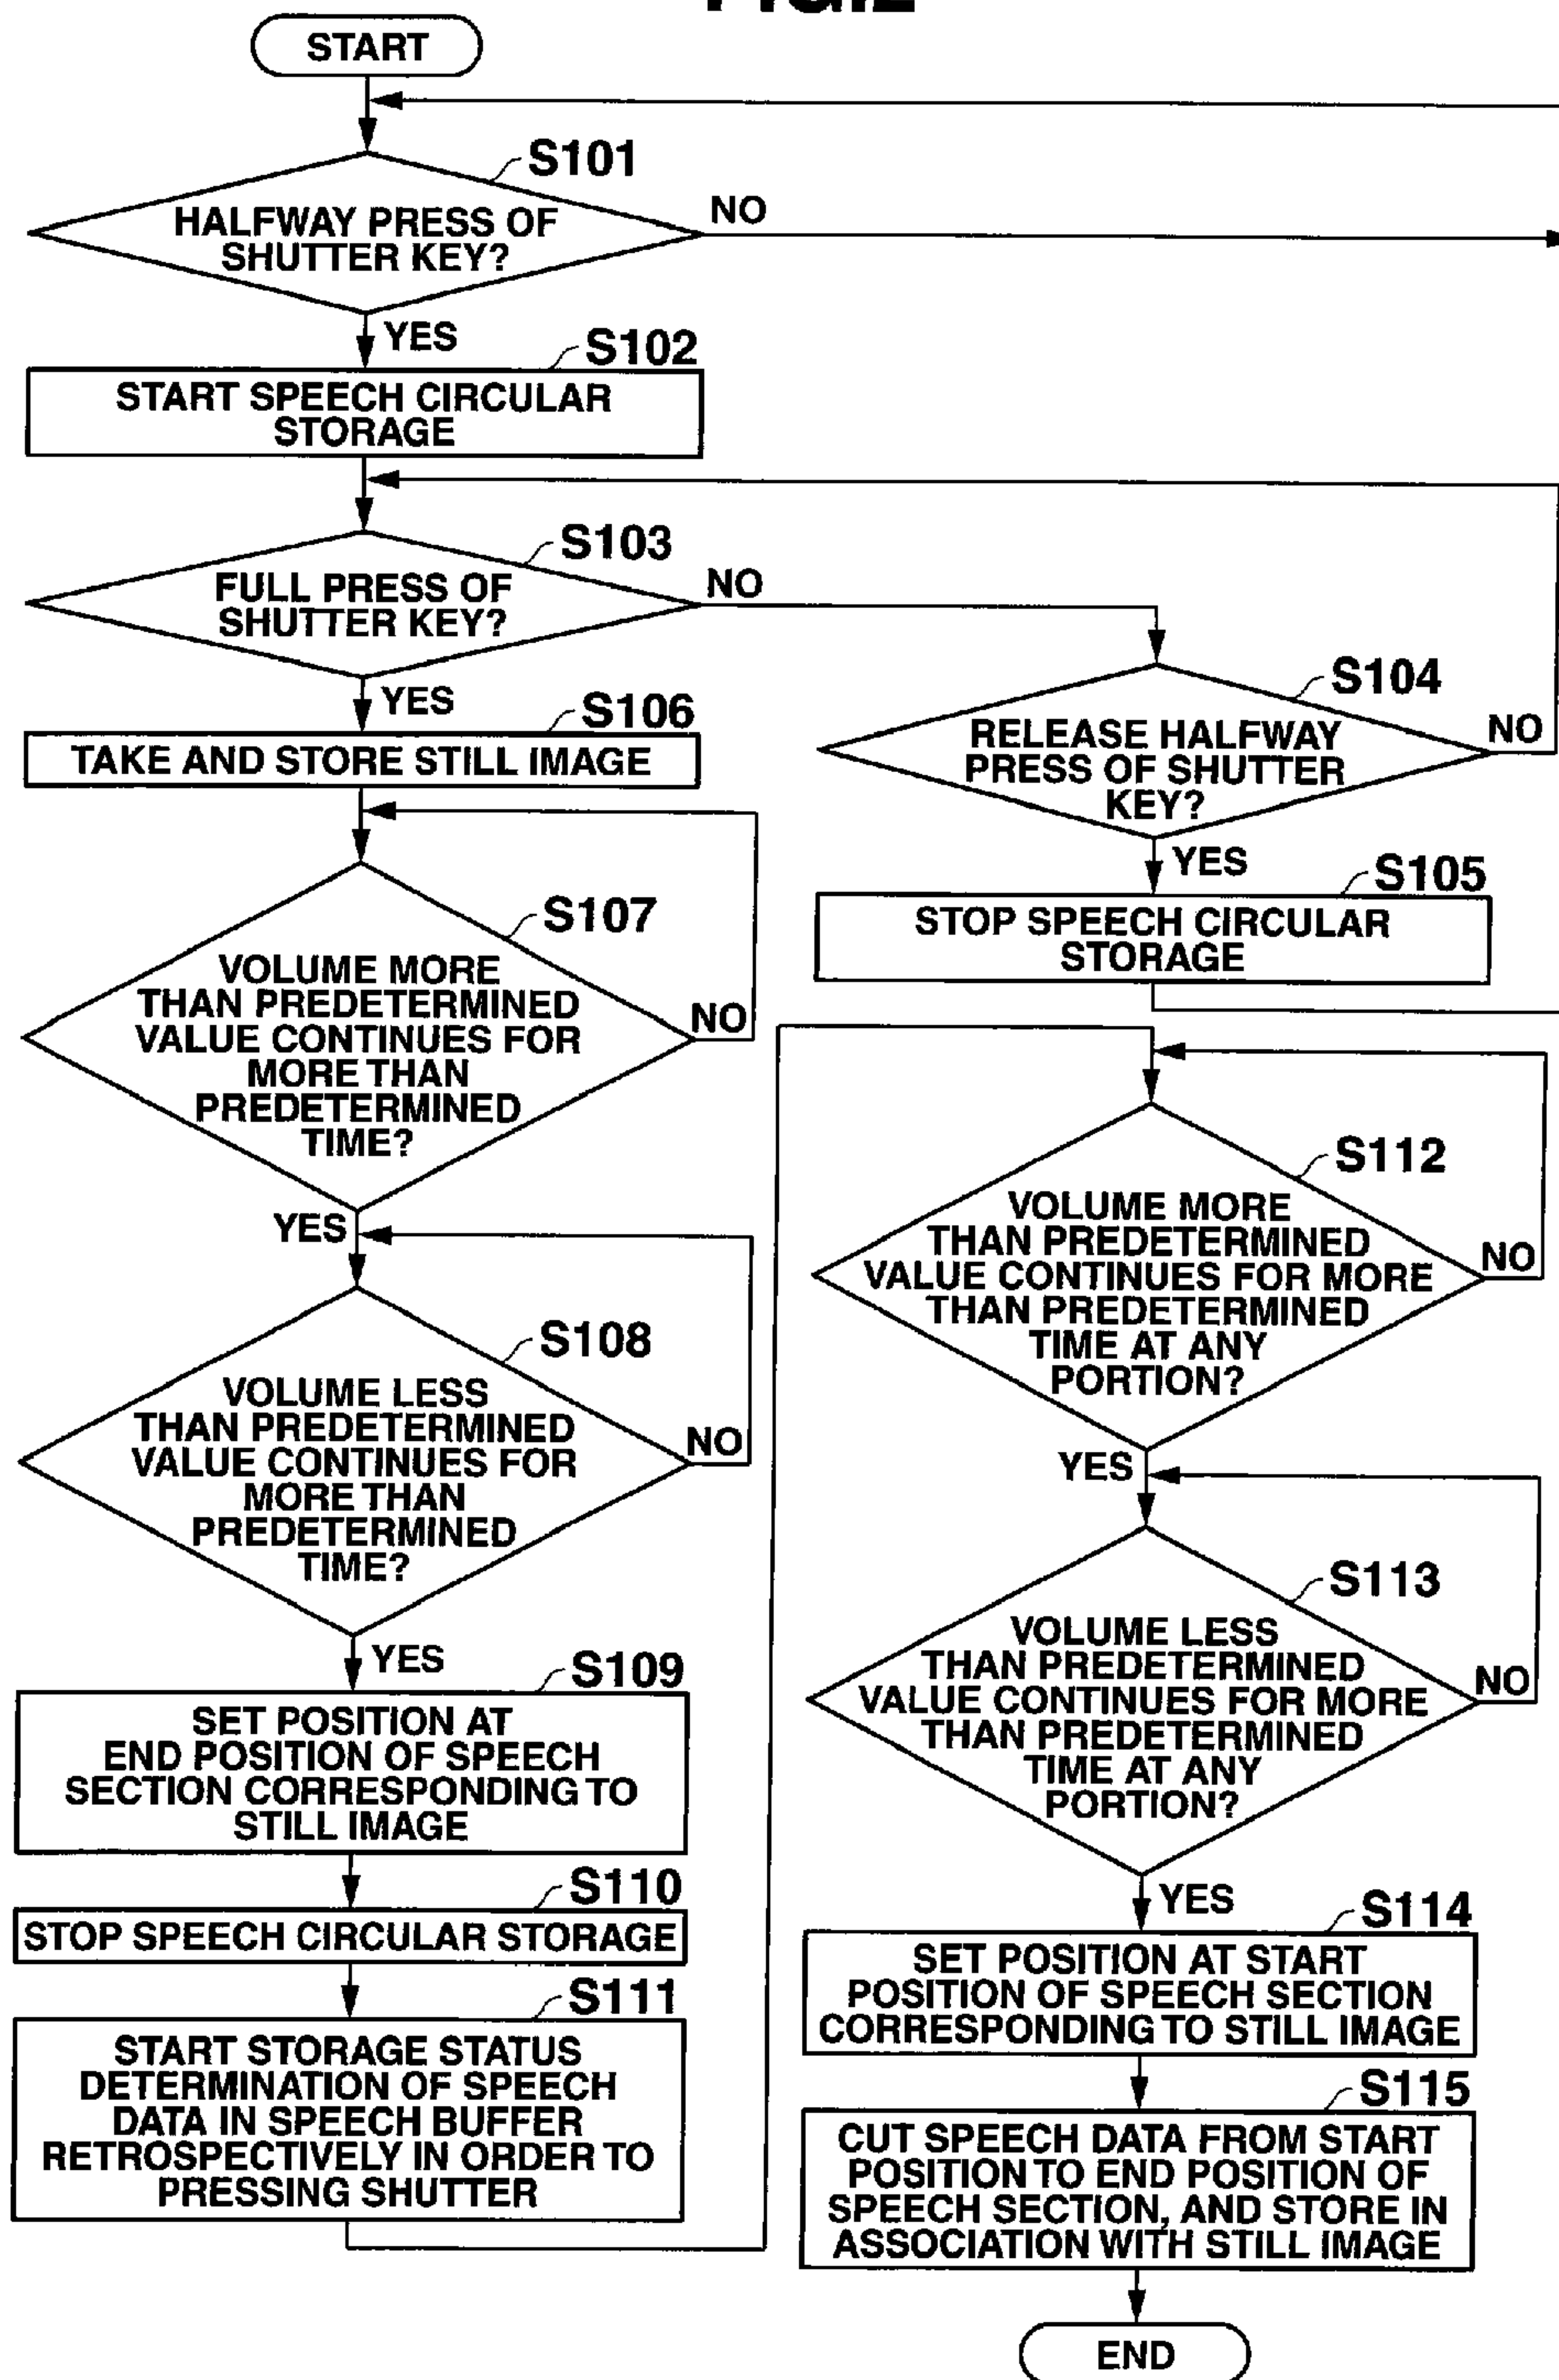 START
S101
HALFWAY PRESS OF
SHUTTER KEY?
NO
YES
S102
START SPEECH CIRCULAR
STORAGE
S103
FULL PRESS OF
SHUTTER KEY?
NO
YES
S104
RELEASE HALFWAY
PRESS OF SHUTTER
KEY?
NO
YES
S105
STOP SPEECH CIRCULAR
STORAGE
S106
TAKE AND STORE STILL IMAGE
S107
VOLUME MORE
THAN PREDETERMINED
VALUE CONTINUES FOR
MORE THAN
PREDETERMINED
TIME?
NO
YES
S108
VOLUME LESS
THAN PREDETERMINED
VALUE CONTINUES FOR
MORE THAN
PREDETERMINED
TIME?
NO
YES
S109
SET POSITION AT
END POSITION OF SPEECH
SECTION CORRESPONDING TO
STILL IMAGE
S110
STOP SPEECH CIRCULAR STORAGE
S111
START STORAGE STATUS
DETERMINATION OF SPEECH
DATA IN SPEECH BUFFER
RETROSPECTIVELY IN ORDER TO
PRESSING SHUTTER
S112
VOLUME MORE
THAN PREDETERMINED
VALUE CONTINUES FOR MORE
THAN PREDETERMINED
TIME AT ANY
PORTION?
NO
YES
S113
VOLUME LESS
THAN PREDETERMINED
VALUE CONTINUES FOR MORE
THAN PREDETERMINED
TIME AT ANY
PORTION?
NO
YES
S114
SET POSITION AT START
POSITION OF SPEECH SECTION
CORRESPONDING TO STILL IMAGE
S115
CUT SPEECH DATA FROM START
POSITION TO END POSITION OF
SPEECH SECTION, AND STORE IN
ASSOCIATION WITH STILL IMAGE
END